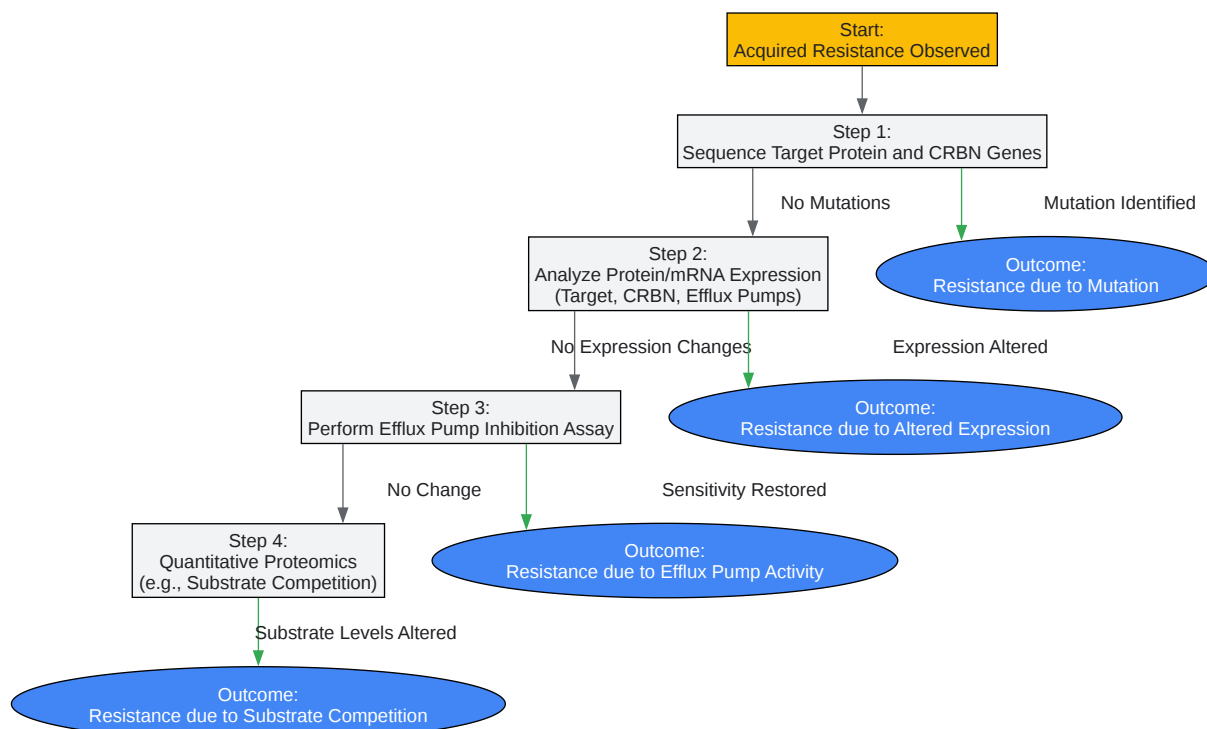 Start:
Acquired Resistance Observed
Step 1:
Sequence Target Protein and CRBN Genes
No Mutations
Mutation Identified
Step 2:
Analyze Protein/mRNA Expression
(Target, CRBN, Efflux Pumps)
Outcome:
Resistance due to Mutation
No Expression Changes
Expression Altered
Step 3:
Perform Efflux Pump Inhibition Assay
Outcome:
Resistance due to Altered Expression
No Change
Sensitivity Restored
Step 4:
Quantitative Proteomics
(e.g., Substrate Competition)
Outcome:
Resistance due to Efflux Pump Activity
Substrate Levels Altered
Outcome:
Resistance due to Substrate Competition